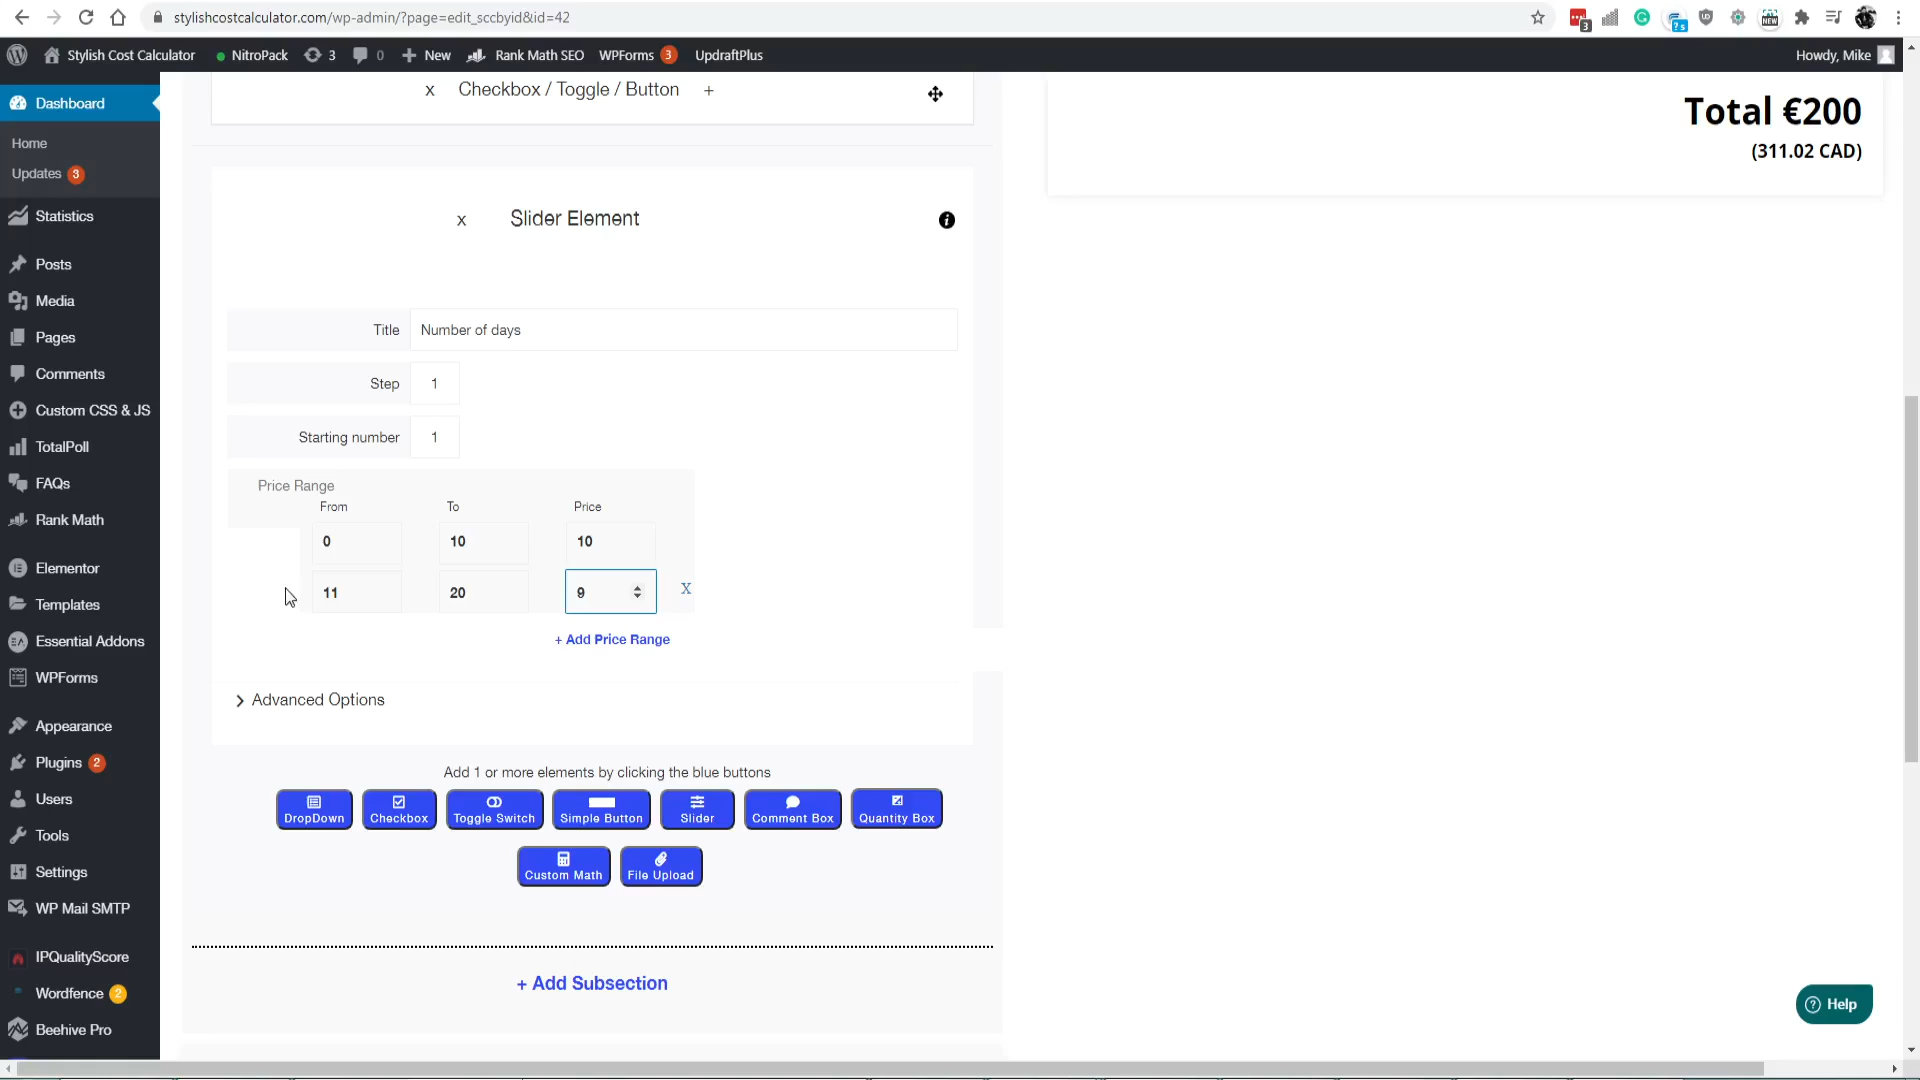 stylishcostcalculator.com/wp-admin/?page=edit_sccbyid&id=42
3
NEW
Stylish Cost Calculator
NitroPack
3
0
New
Rank Math SEO
WPForms 3
UpdraftPlus
Howdy, Mike
Dashboard
Home
Updates 3
Statistics
Posts
Media
Pages
Comments
Custom CSS & JS
TotalPoll
FAQs
Rank Math
Elementor
Templates
Essential Addons
WPForms
Appearance
Plugins 2
Users
Tools
Settings
WP Mail SMTP
IPQualityScore
Wordfence 2
Beehive Pro
x Checkbox / Toggle / Button +
x Slider Element
Title Number of days
Step 1
Starting number 1
Price Range
From To Price
0 10 10
11 20 9 X
+ Add Price Range
Advanced Options
Add 1 or more elements by clicking the blue buttons
DropDown Checkbox Toggle Switch Simple Button Slider Comment Box Quantity Box
Custom Math File Upload
+ Add Subsection
Total €200
(311.02 CAD)
Help